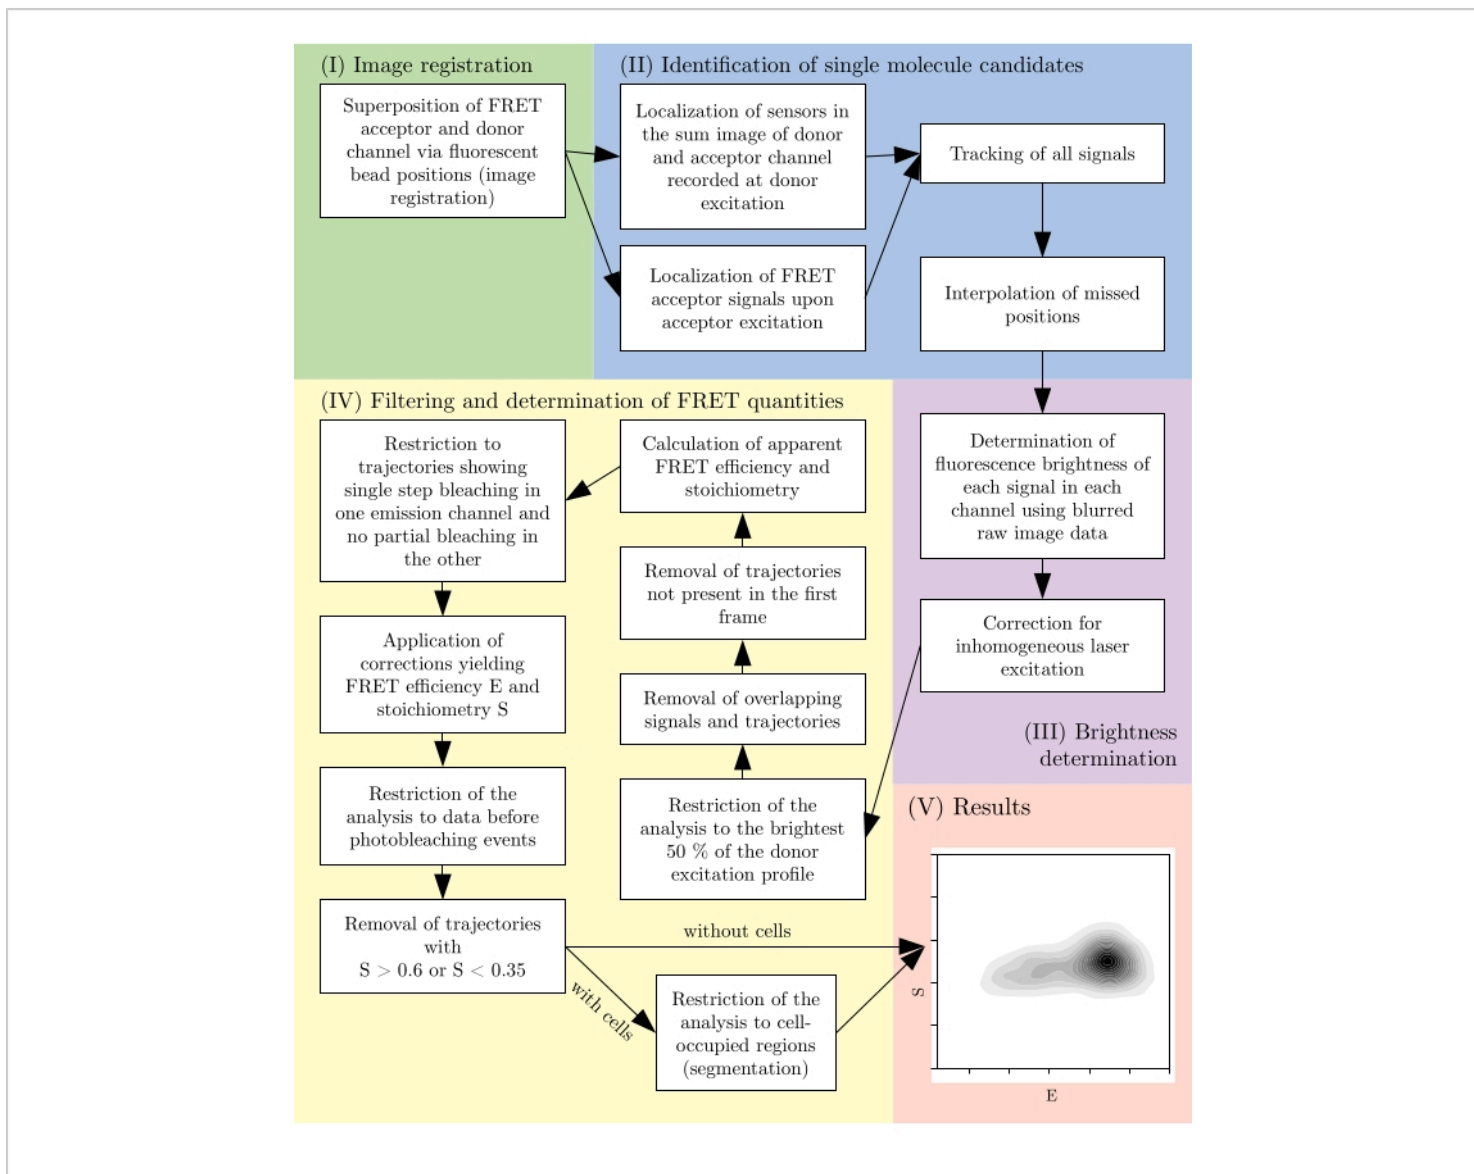 (I) Image registration
Superposition of FRET
acceptor and donor
channel via fluorescent
bead positions (image
registration)
(II) Identification of single molecule candidates
Localization of sensors in
the sum image of donor
and acceptor channel
recorded at donor
excitation
Localization of FRET
acceptor signals upon
acceptor excitation
Tracking of all signals
Interpolation of missed
positions
Determination of
fluorescence brightness of
each signal in each
channel using blurred
raw image data
Correction for
inhomogeneous laser
excitation
(III) Brightness
determination
(IV) Filtering and determination of FRET quantities
Restriction of the
analysis to the brightest
50 % of the donor
excitation profile
Removal of overlapping
signals and trajectories
Removal of trajectories
not present in the first
frame
Calculation of apparent
FRET efficiency and
stoichiometry
Restriction to
trajectories showing
single step bleaching in
one emission channel and
no partial bleaching in
the other
Application of
corrections yielding
FRET efficiency E and
stoichiometry S
Restriction of the
analysis to data before
photobleaching events
Removal of trajectories
with
S > 0.6 or S < 0.35
without cells
with cells
Restriction of the
analysis to cell-
occupied regions
(segmentation)
(V) Results
S
E